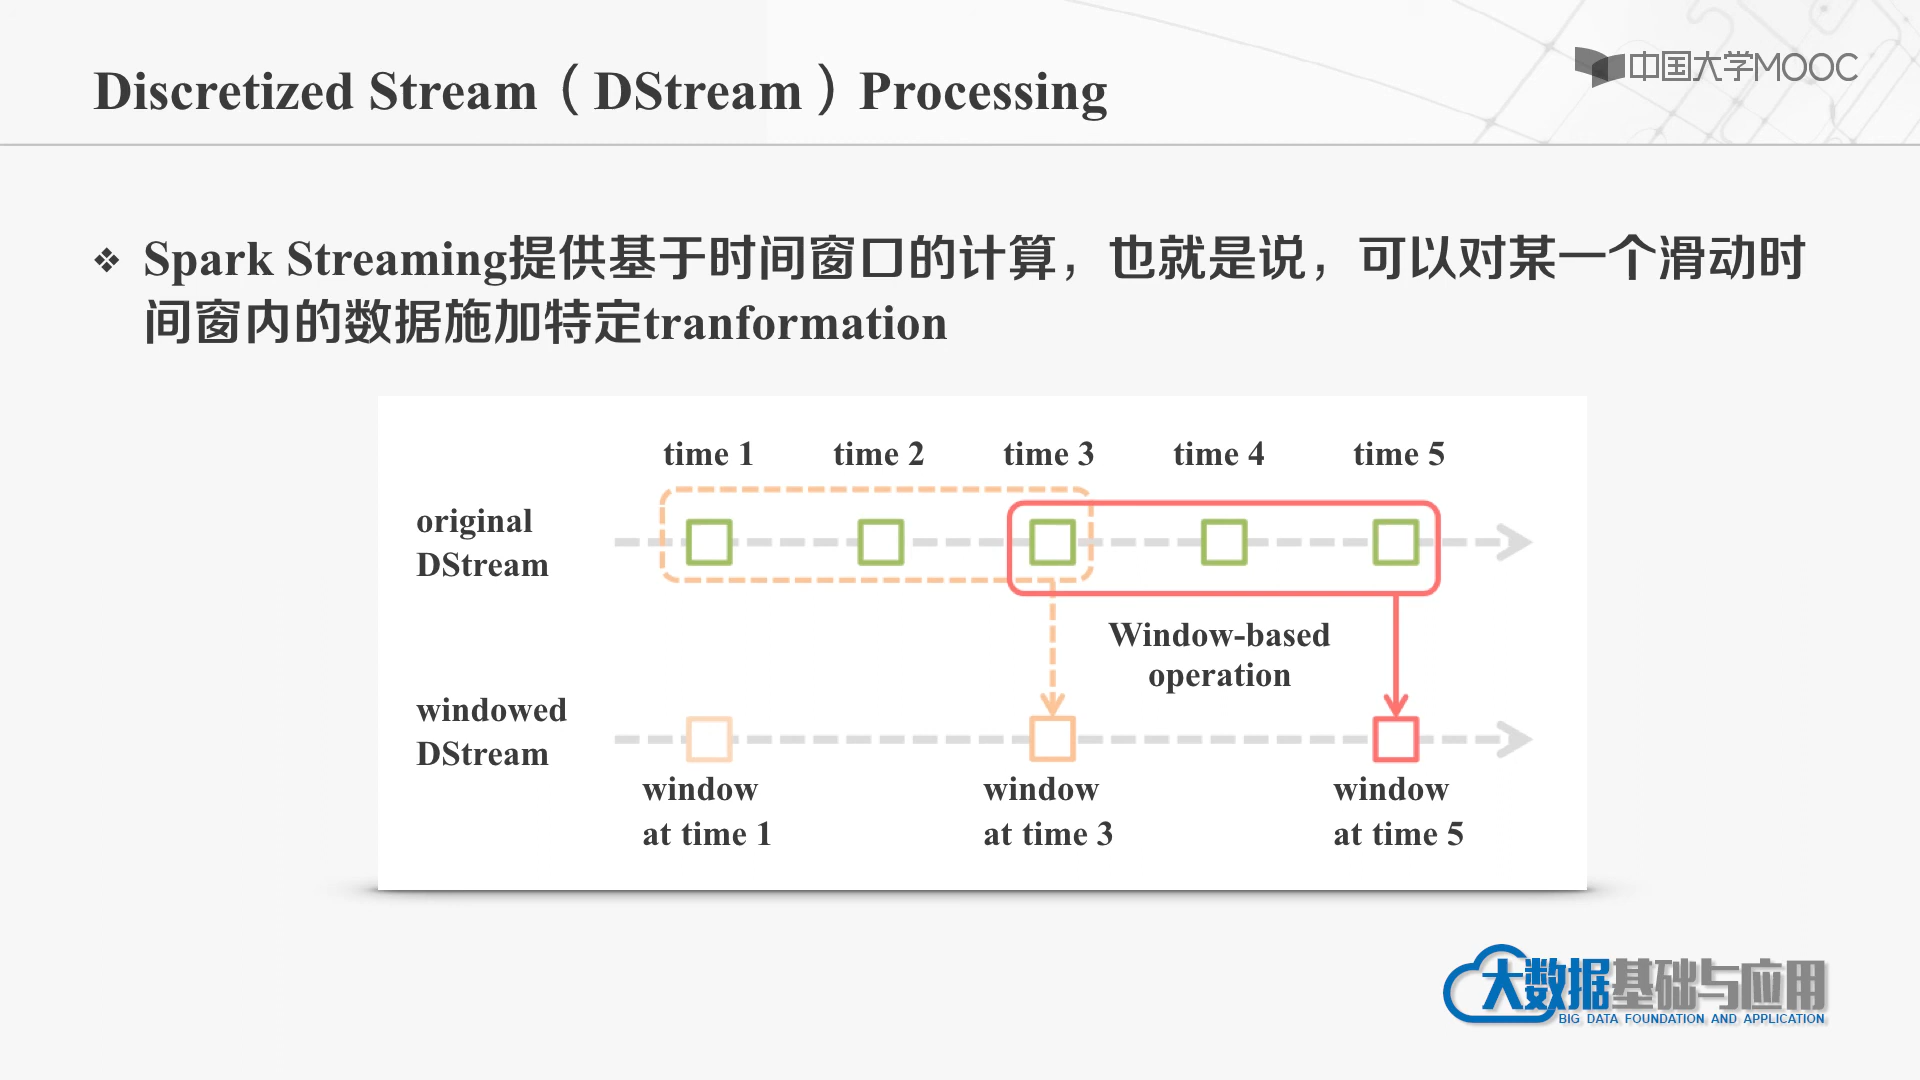 Discretized Stream（DStream）Processing
中国大学MOOC
Spark Streaming提供基于时间窗口的计算，也就是说，可以对某一个滑动时
间窗内的数据施加特定tranformation
time 1 time 2 time 3 time 4 time 5
original
DStream
Window-based
operation
windowed
DStream
window window window
at time 1 at time 3 at time 5
大数据基础与应用
BIG DATA FOUNDATION AND APPLICATION